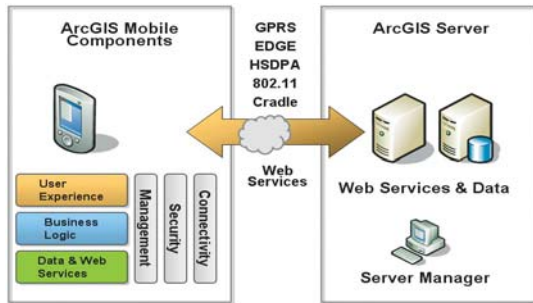 ArcGIS Mobile
Components
User
Experience
Business
Logic
Data & Web
Services
Management
Security
Connectivity
GPRS
EDGE
HSDPA
802.11
Cradle
Web
Services
ArcGIS Server
Web Services & Data
Server Manager